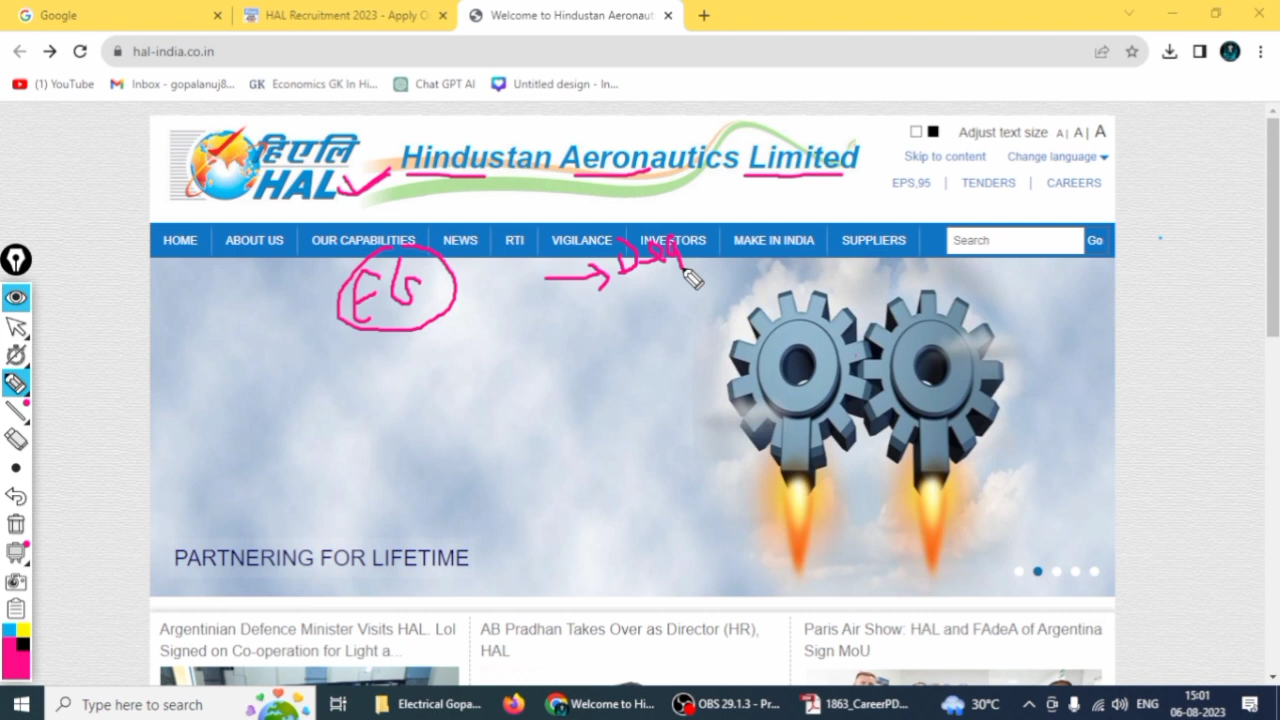 Google
HAL Recruitment 2023 - Apply O
Welcome to Hindustan Aeronaut
hal-india.co.in
(1) YouTube
Inbox - gopalanuj8...
GK Economics GK In Hi...
Chat GPT AI
Untitled design - In...
हिएलि
HAL
Hindustan Aeronautics Limited
Adjust text size A| A| A
Skip to content Change language
EPS,95 | TENDERS | CAREERS
HOME ABOUT US OUR CAPABILITIES NEWS RTI VIGILANCE INVESTORS MAKE IN INDIA SUPPLIERS Search Go
PARTNERING FOR LIFETIME
Argentinian Defence Minister Visits HAL. LoI
Signed on Co-operation for Light a...
AB Pradhan Takes Over as Director (HR),
HAL
Paris Air Show: HAL and FAdeA of Argentina
Sign MoU
Type here to search
Electrical Gopa...
Welcome to Hi...
OBS 29.1.3 - Pr...
1863_CareerPD...
30°C
ENG
15:01
06-08-2023